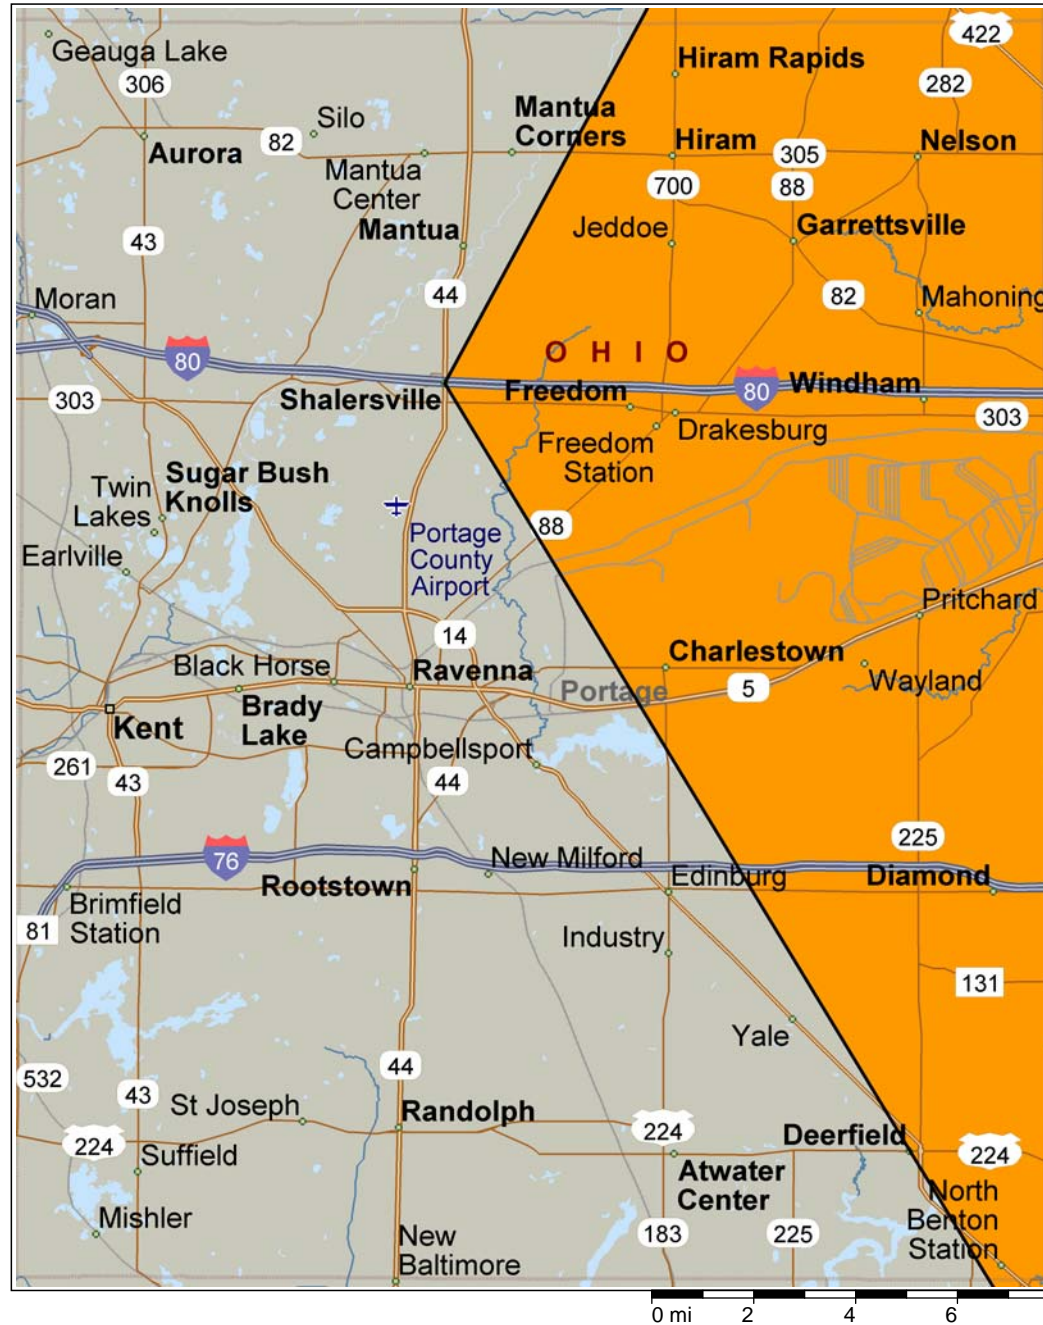 422
Geauga Lake
Hiram Rapids
306
282
Mantua
Corners
Silo
82
Aurora
Hiram
305
Nelson
Mantua
Center
700
88
Mantua
43
Jeddoe
Garrettsville
44
82
Moran
Mahoning
80
OHIO
80
Windham
303
Shalersville
Freedom
303
Drakesburg
Freedom
Station
Sugar Bush
Knolls
Twin
Lakes
88
Portage
County
Airport
Earlville
Pritchard
14
Charlestown
Black Horse
Ravenna
Wayland
Portage
5
Brady
Lake
Kent
Campbellsport
261
43
44
225
76
New Milford
Rootstown
Edinburg
Diamond
Brimfield
Station
81
Industry
131
Yale
44
532
43
St Joseph
Randolph
224
224
Deerfield
224
Suffield
Atwater
Center
North
Benton
Station
Mishler
183
225
New
Baltimore
0 mi 2 4 6